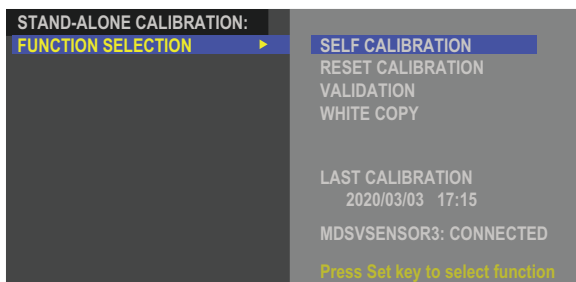 STAND-ALONE CALIBRATION:
FUNCTION SELECTION
SELF CALIBRATION
RESET CALIBRATION
VALIDATION
WHITE COPY
LAST CALIBRATION
2020/03/03 17:15
MDSVSENSOR3: CONNECTED
Press Set key to select function